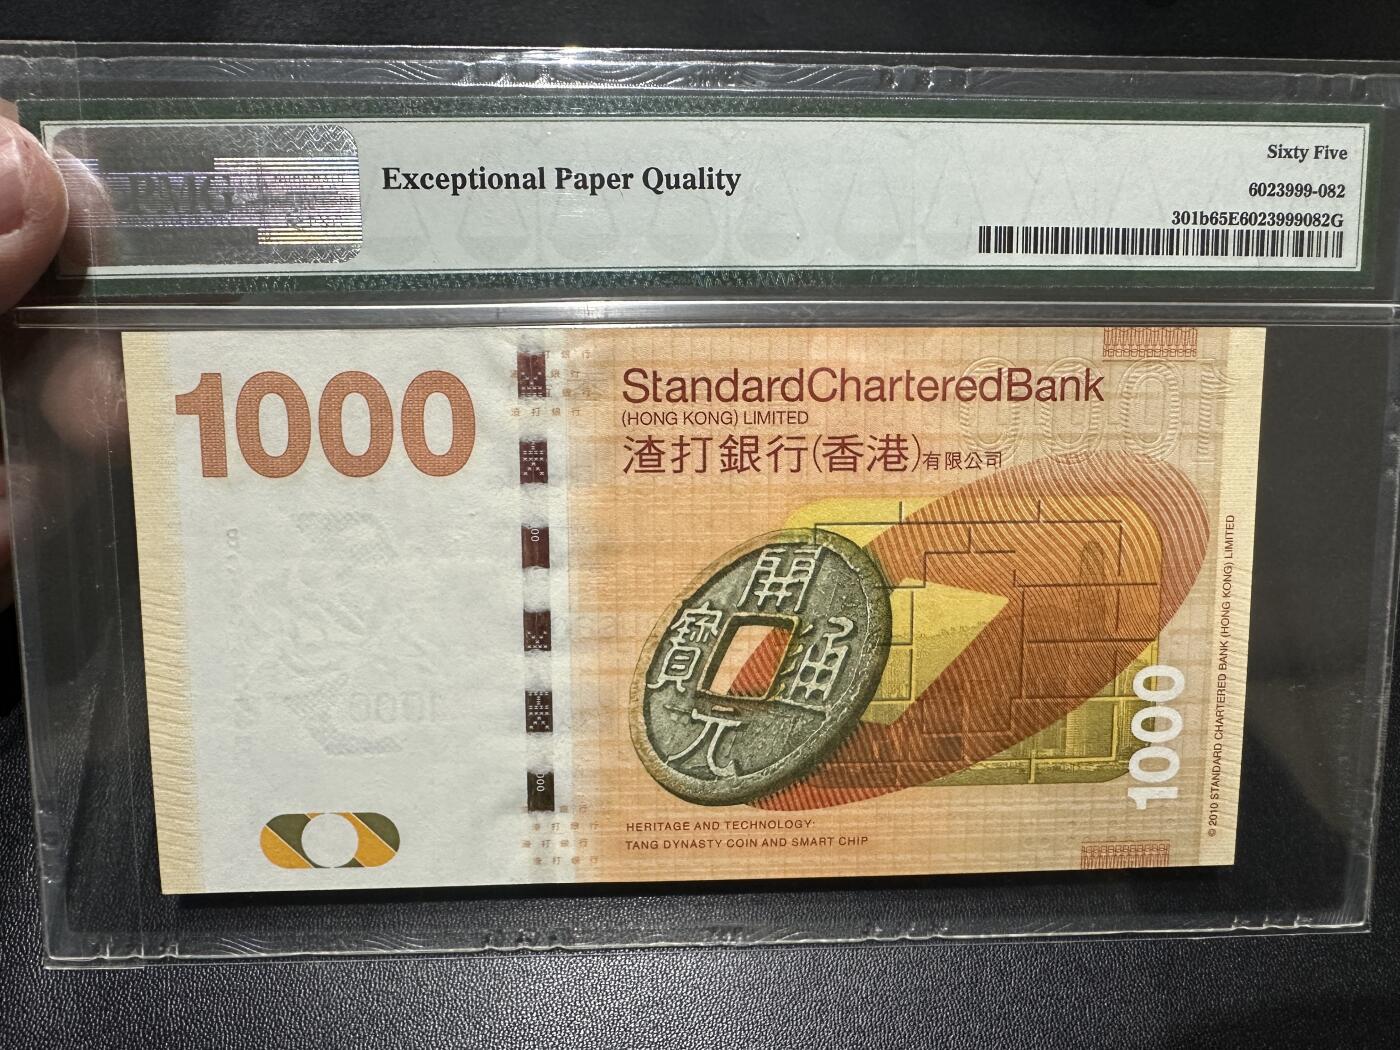 PMG
Exceptional Paper Quality
Sixty Five
6023999-082
301b65E6023999082G
1000
StandardCharteredBank
(HONG KONG) LIMITED
渣打銀行(香港)有限公司
1000
開
通
元
寶
1000
© 2010 STANDARD CHARTERED BANK (HONG KONG) LIMITED
HERITAGE AND TECHNOLOGY:
TANG DYNASTY COIN AND SMART CHIP